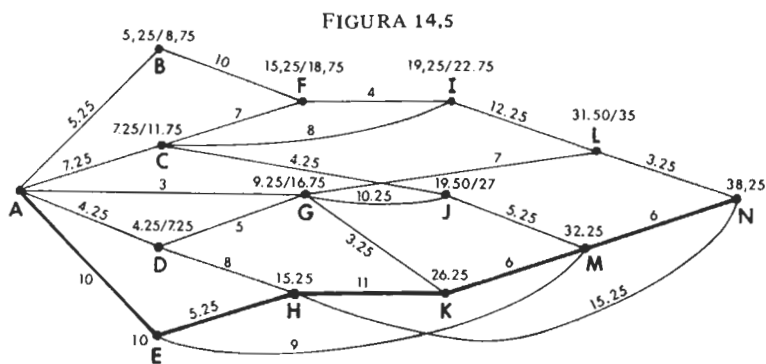 FIGURA 14,5
5,25/8,75
B
10
15,25/18,75
F
19,25/22.75
I
4
5.25
7
12.25
31.50/35
L
7.25/11.75
C
8
7.25
4.25
7
3.25
A
3
9.25/16.75
G
10.25
19.50/27
J
38,25
N
4.25
4.25/7.25
D
5
5.25
32.25
M
6
3.25
8
15.25
H
11
26.25
K
6
10
5.25
15.25
10
E
9